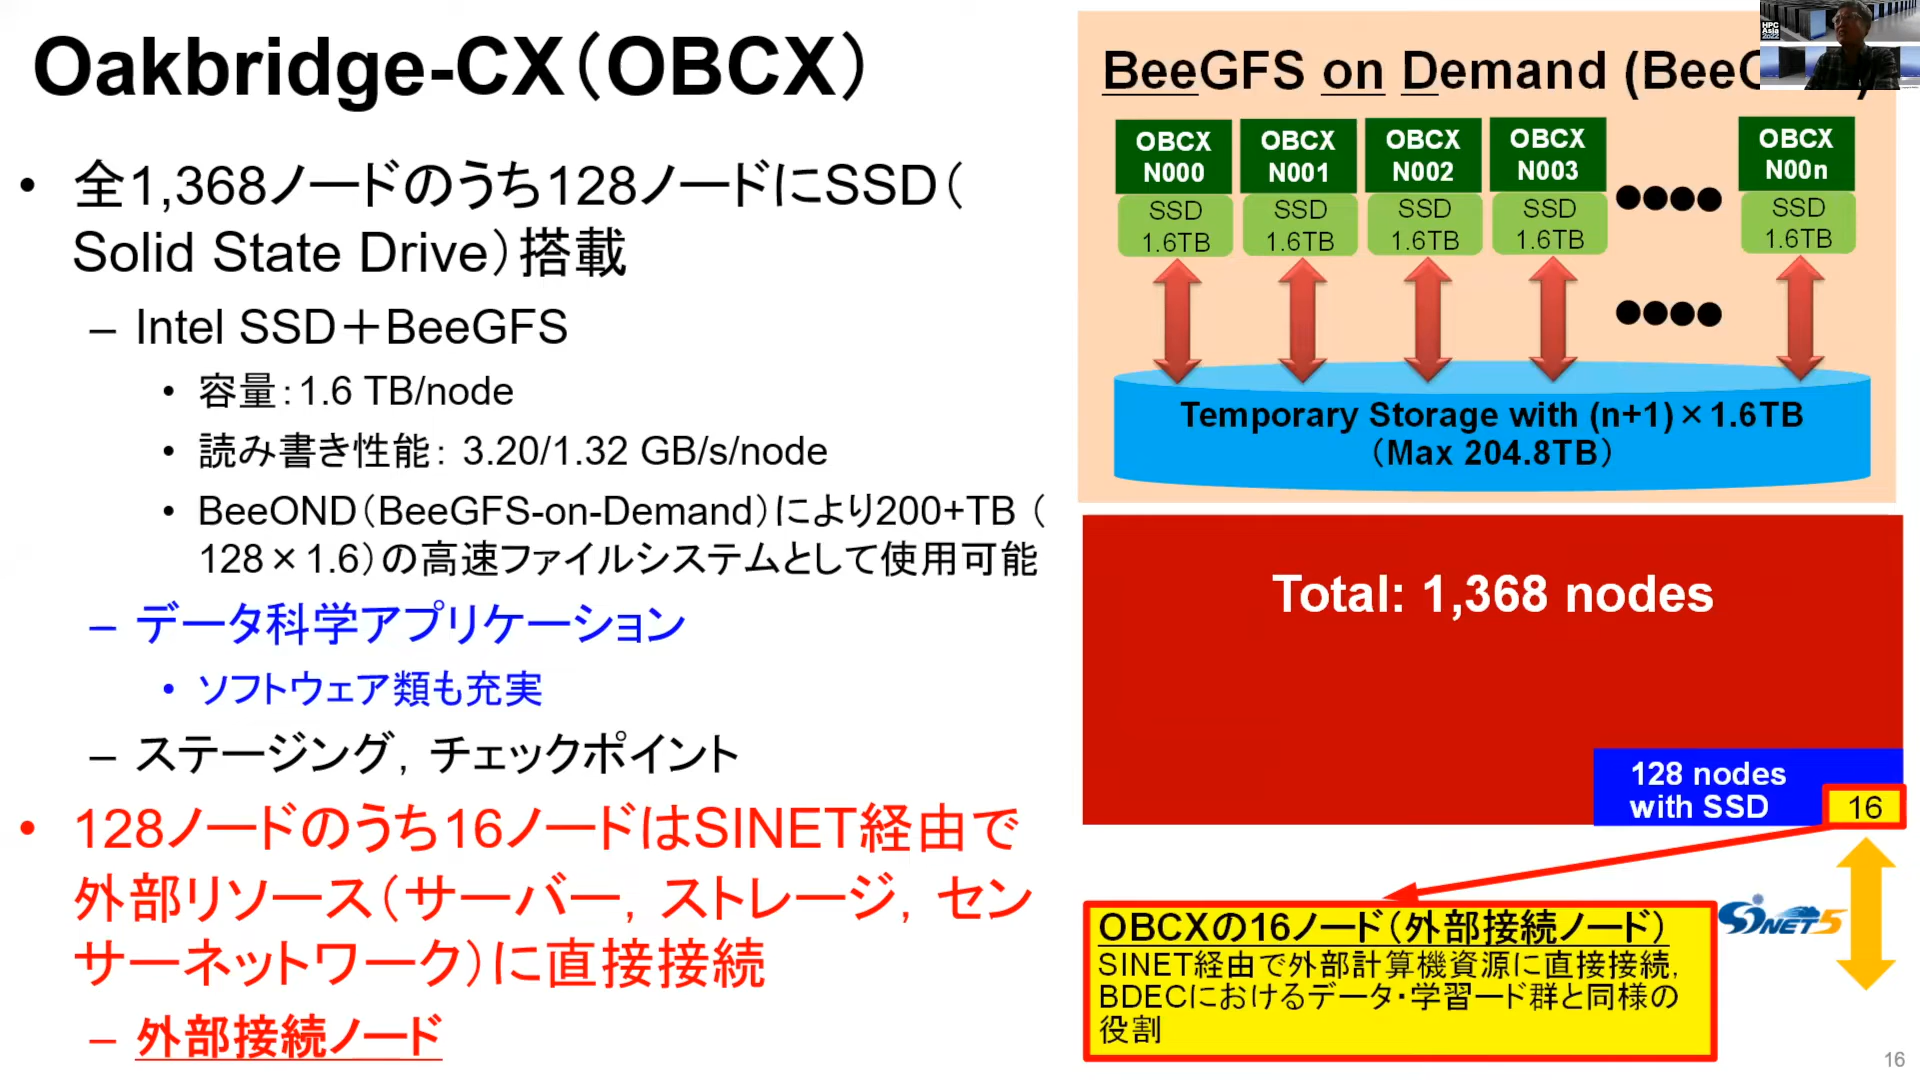 Oakbridge-CX（OBCX）
• 全1,368ノードのうち128ノードにSSD（
Solid State Drive）搭載
– Intel SSD＋BeeGFS
• 容量：1.6 TB/node
• 読み書き性能： 3.20/1.32 GB/s/node
• BeeOND（BeeGFS-on-Demand）により200+TB （
128×1.6）の高速ファイルシステムとして使用可能
– データ科学アプリケーション
• ソフトウェア類も充実
– ステージング，チェックポイント
• 128ノードのうち16ノードはSINET経由で
外部リソース（サーバー，ストレージ，セン
サーネットワーク）に直接接続
– 外部接続ノード
BeeGFS on Demand
HPC
Asia
2022
OBCX
N000
SSD
1.6TB
OBCX
N001
SSD
1.6TB
OBCX
N002
SSD
1.6TB
OBCX
N003
SSD
1.6TB
OBCX
N00n
SSD
1.6TB
Temporary Storage with (n+1)×1.6TB
（Max 204.8TB）
Total: 1,368 nodes
128 nodes
with SSD
16
SINET5
OBCXの16ノード（外部接続ノード）
SINET経由で外部計算機資源に直接接続，
BDECにおけるデータ・学習ード群と同様の
役割
16